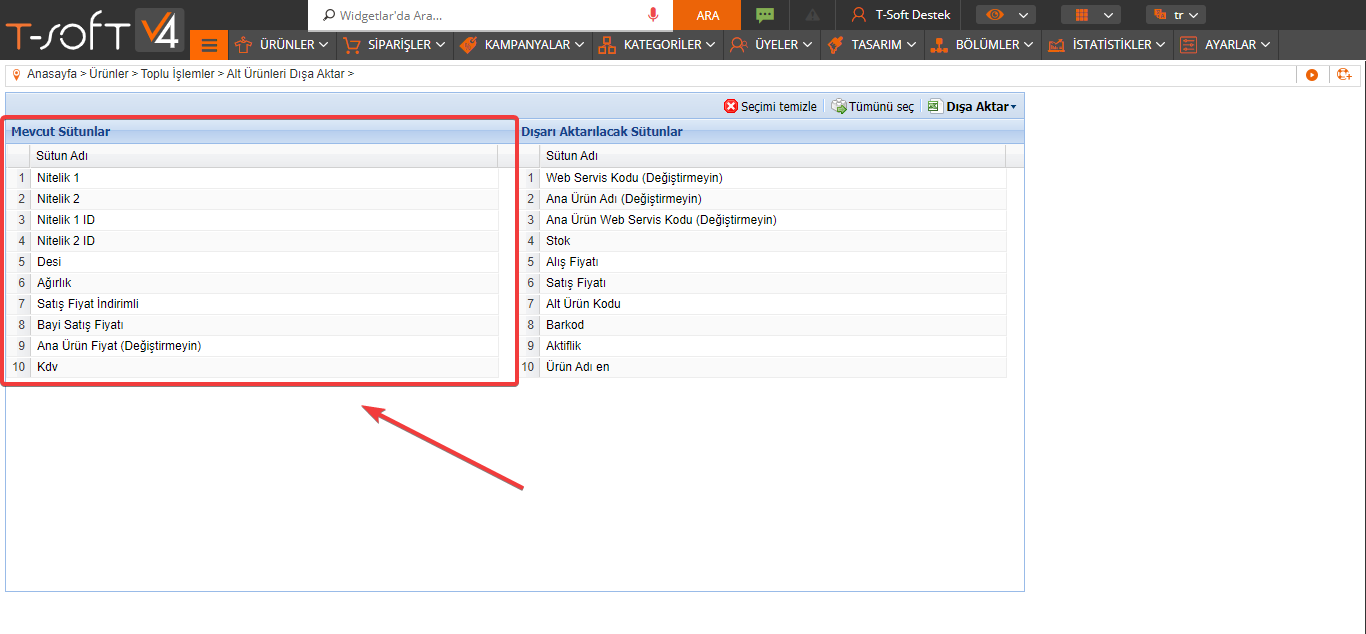 T-SOFT V4
Widgetlar'da Ara...
ARA
T-Soft Destek
tr
ÜRÜNLER
SİPARİŞLER
KAMPANYALAR
KATEGORİLER
ÜYELER
TASARIM
BÖLÜMLER
İSTATİSTİKLER
AYARLAR
Anasayfa > Ürünler > Toplu İşlemler > Alt Ürünleri Dışa Aktar >
Seçimi temizle
Tümünü seç
Dışa Aktar
Mevcut Sütunlar
Sütun Adı
1 Nitelik 1
2 Nitelik 2
3 Nitelik 1 ID
4 Nitelik 2 ID
5 Desi
6 Ağırlık
7 Satış Fiyat İndirimli
8 Bayi Satış Fiyatı
9 Ana Ürün Fiyat (Değiştirmeyin)
10 Kdv
Dışarı Aktarılacak Sütunlar
Sütun Adı
1 Web Servis Kodu (Değiştirmeyin)
2 Ana Ürün Adı (Değiştirmeyin)
3 Ana Ürün Web Servis Kodu (Değiştirmeyin)
4 Stok
5 Alış Fiyatı
6 Satış Fiyatı
7 Alt Ürün Kodu
8 Barkod
9 Aktiflik
10 Ürün Adı en